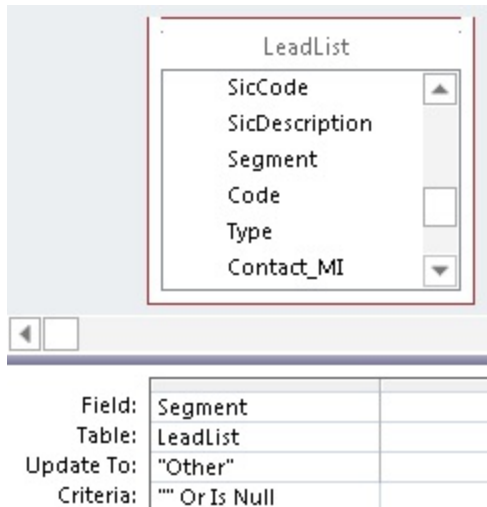 LeadList
SicCode
SicDescription
Segment
Code
Type
Contact_MI
Field: Segment
Table: LeadList
Update To: "Other"
Criteria: "" Or Is Null